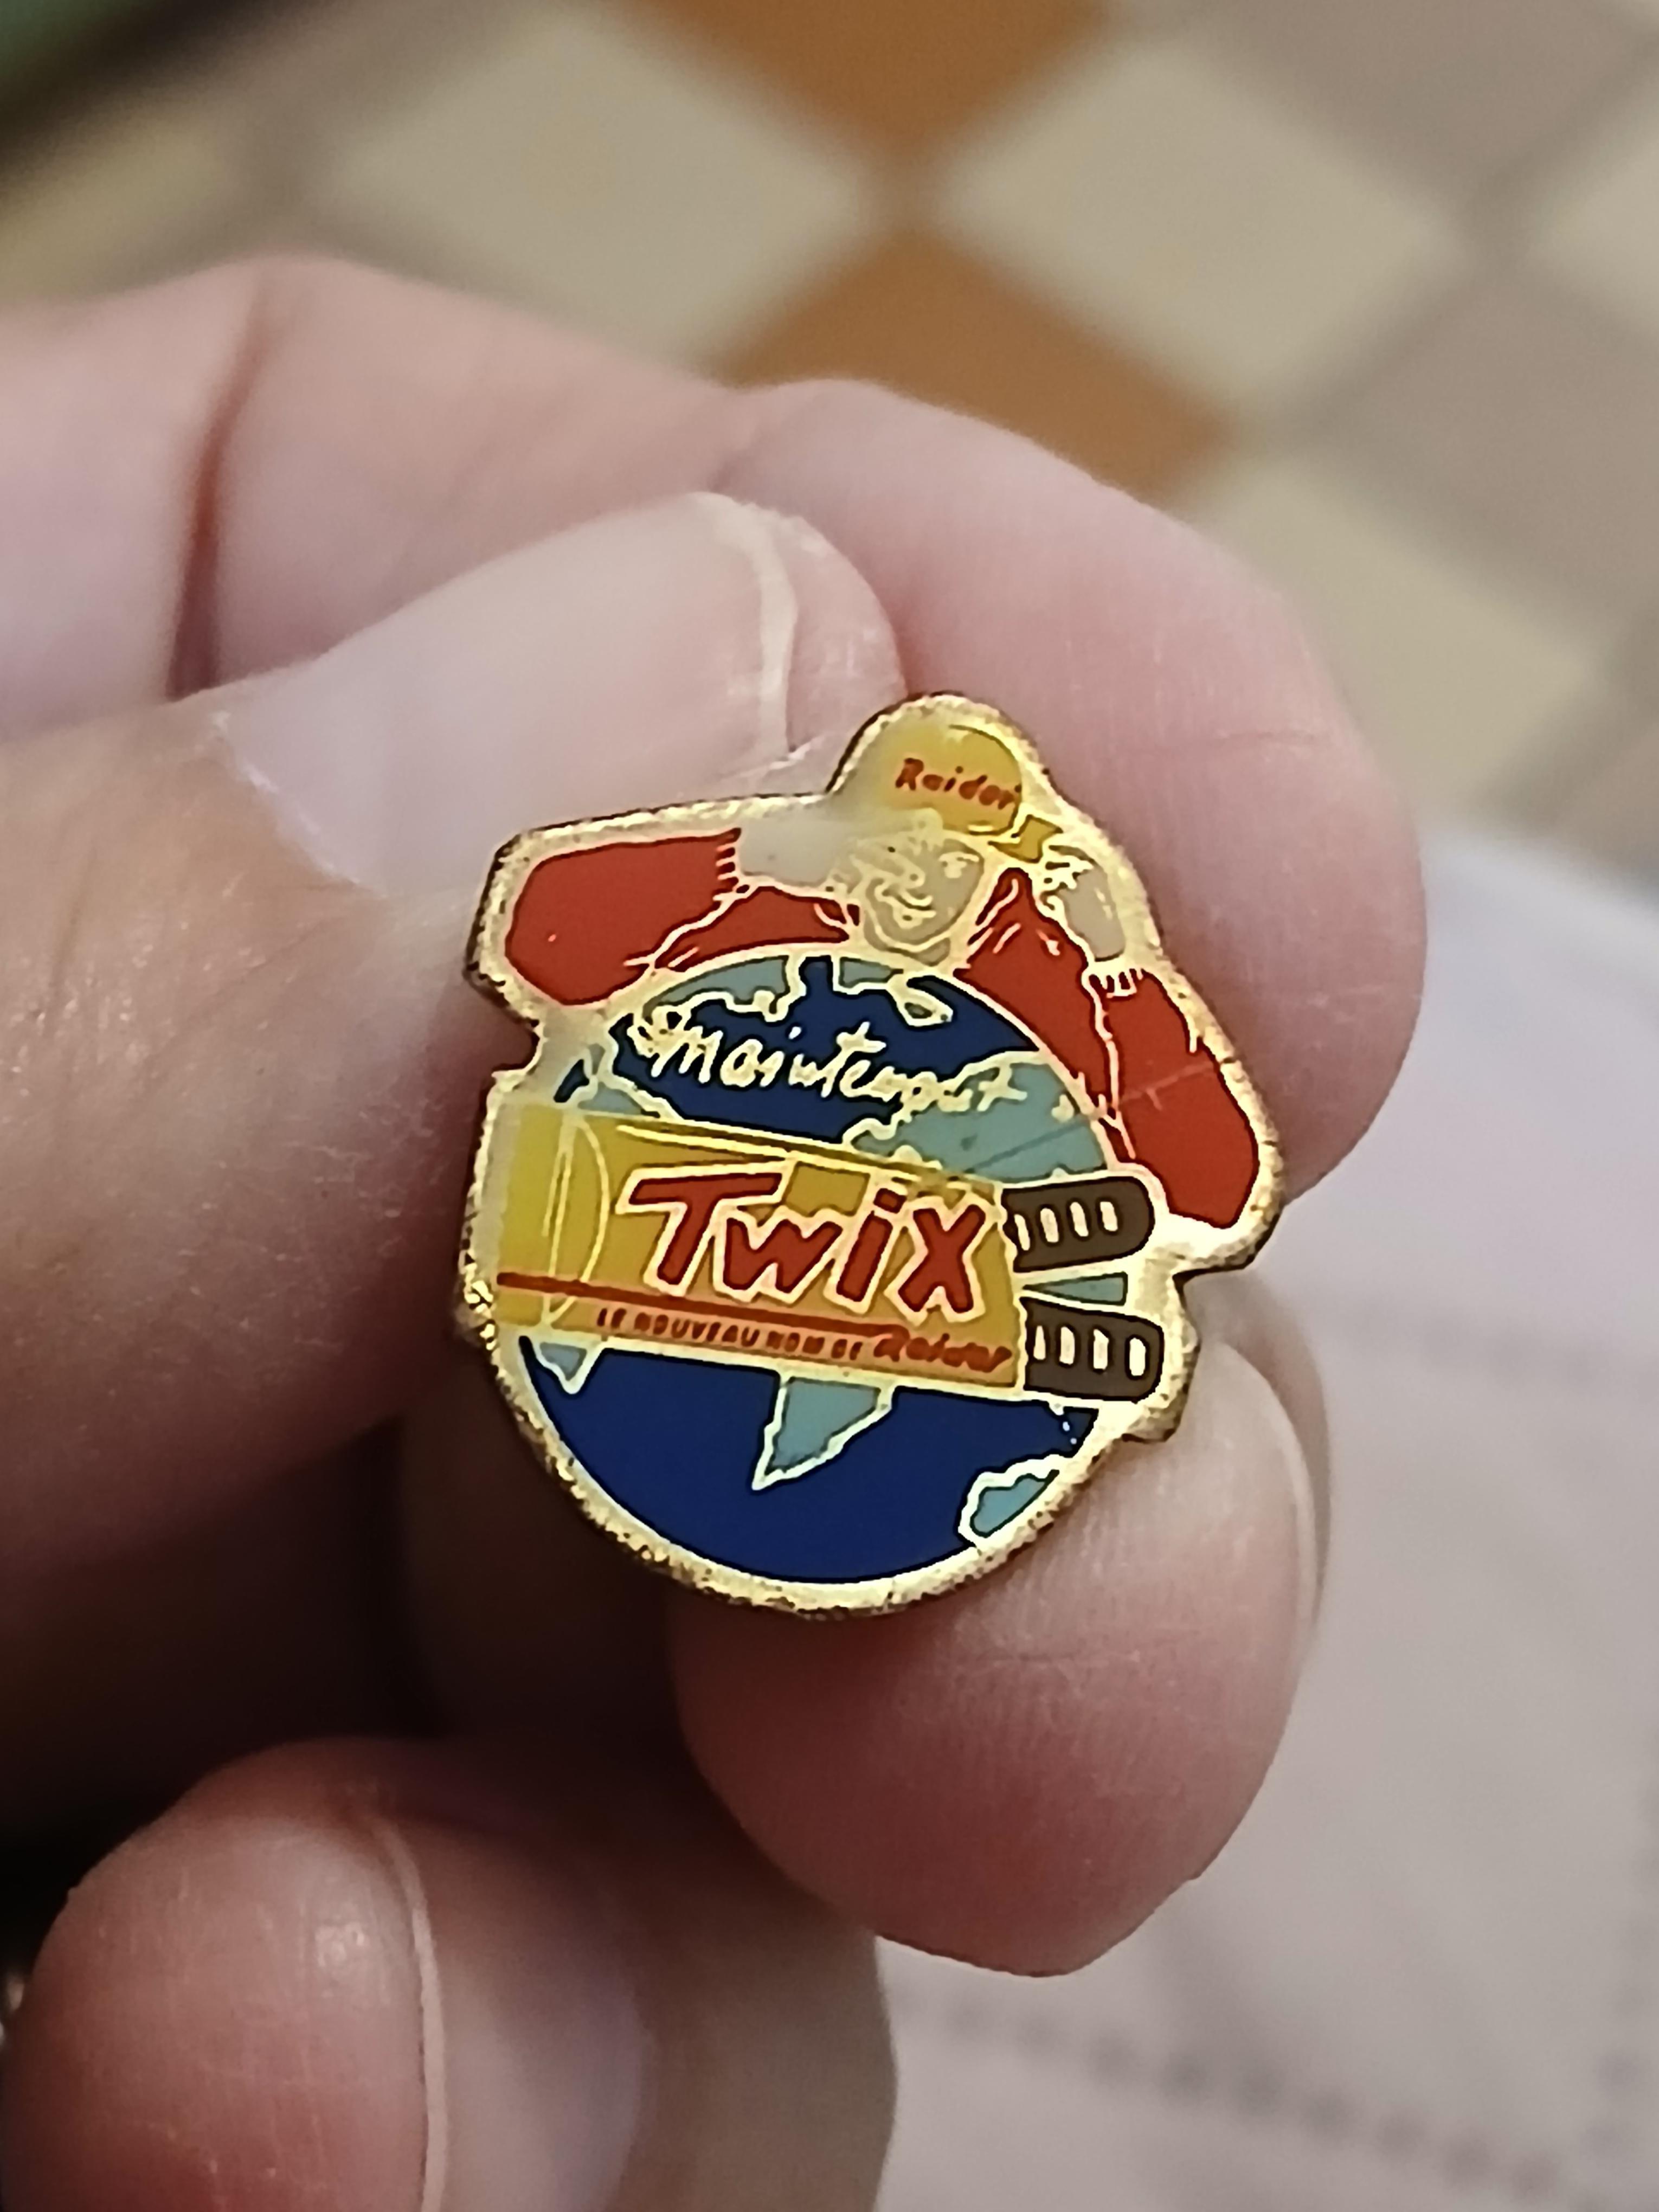 Raider
Maintenant
Twix
LE NOUVEAU NOM DE Raider